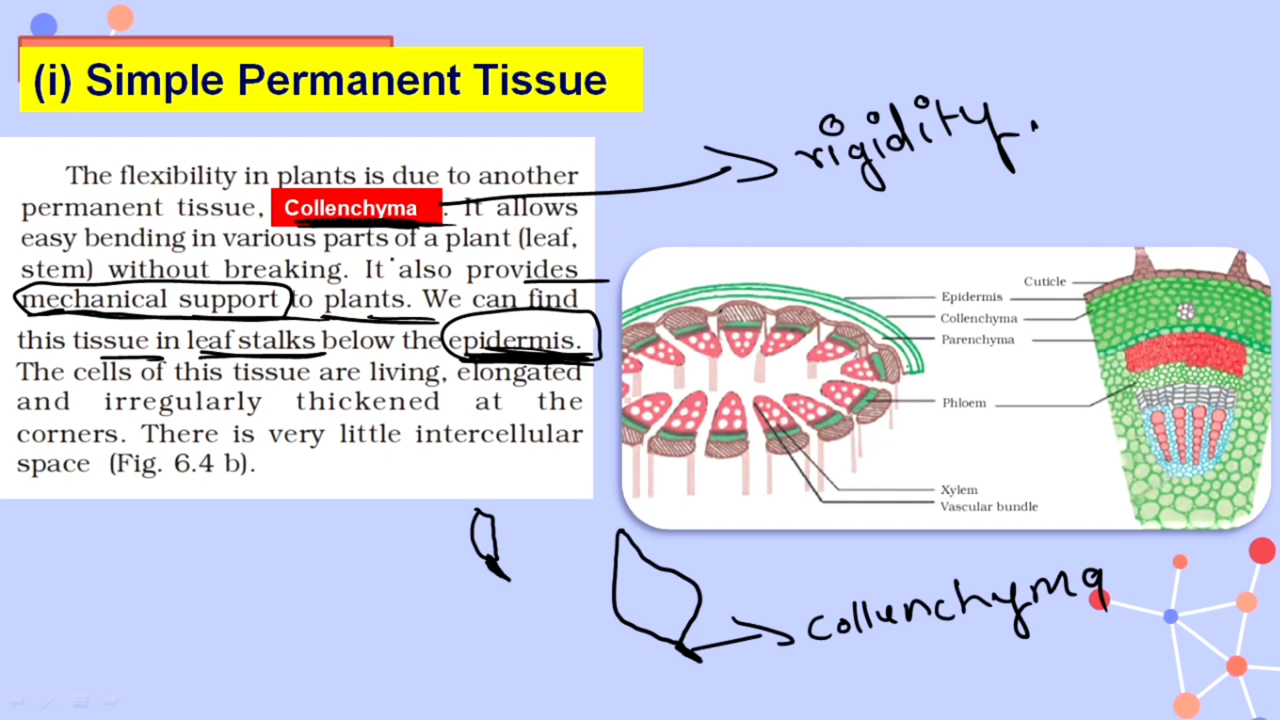 (i) Simple Permanent Tissue
rigidity.
The flexibility in plants is due to another
permanent tissue, Collenchyma. It allows
easy bending in various parts of a plant (leaf,
stem) without breaking. It also provides
mechanical support to plants. We can find
this tissue in leaf stalks below the epidermis.
The cells of this tissue are living, elongated
and irregularly thickened at the
corners. There is very little intercellular
space (Fig. 6.4 b).
Cuticle
Epidermis
Collenchyma
Parenchyma
Phloem
Xylem
Vascular bundle
collenchyma